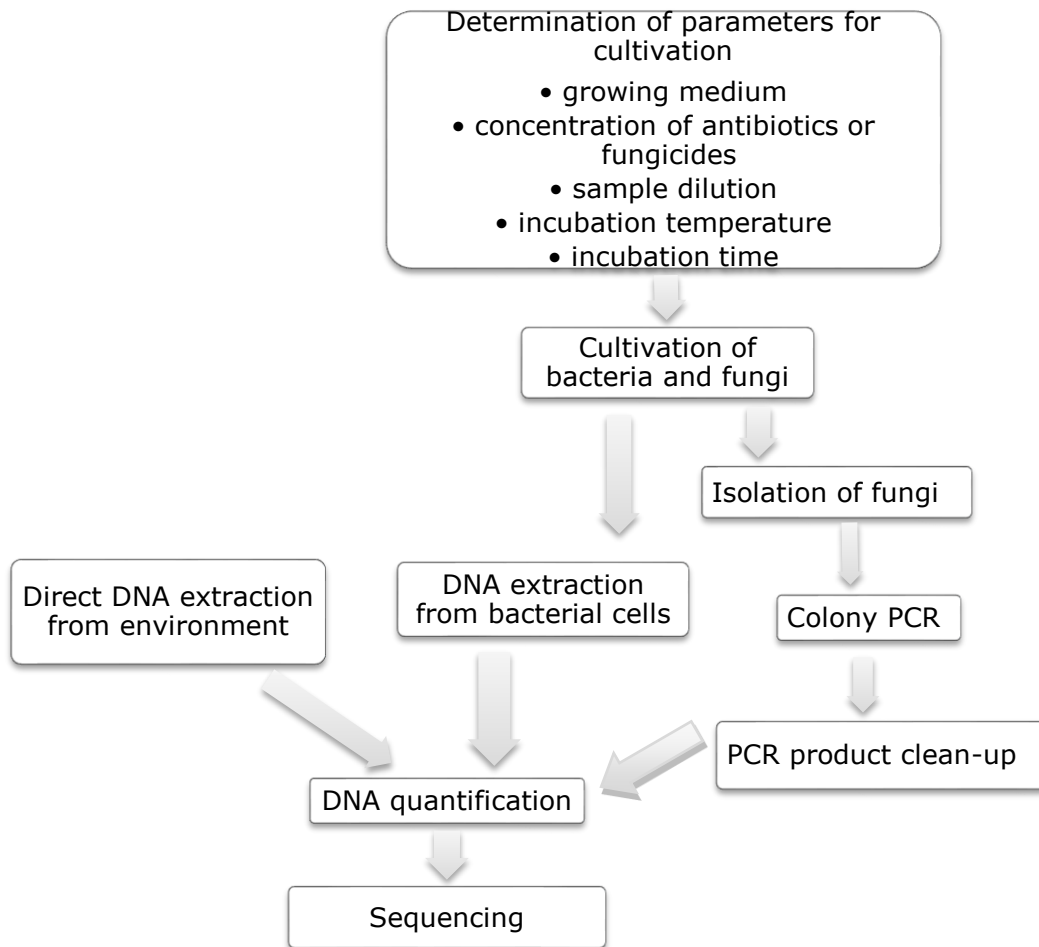 Determination of parameters for
cultivation
• growing medium
• concentration of antibiotics or
fungicides
• sample dilution
• incubation temperature
• incubation time
Cultivation of
bacteria and fungi
Isolation of fungi
Direct DNA extraction
from environment
DNA extraction
from bacterial cells
Colony PCR
PCR product clean-up
DNA quantification
Sequencing